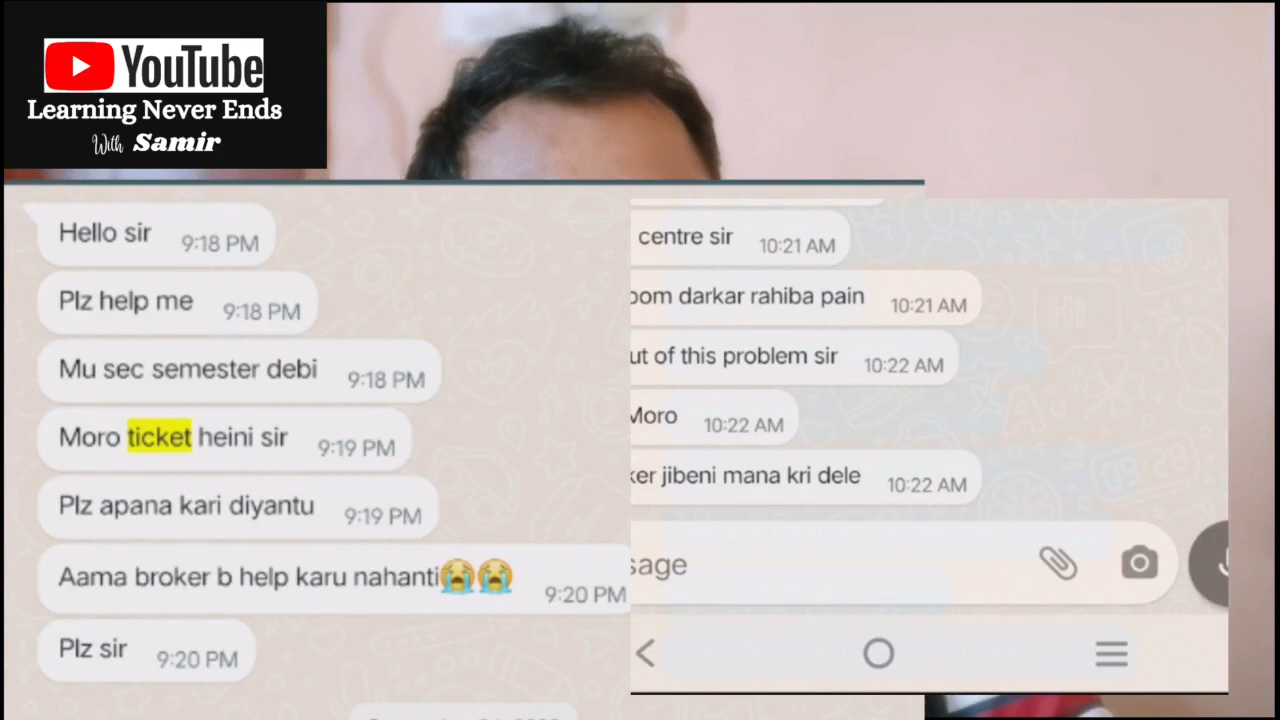 YouTube
Learning Never Ends
With Samir
Hello sir 9:18 PM
Plz help me 9:18 PM
Mu sec semester debi 9:18 PM
Moro ticket heini sir 9:19 PM
Plz apana kari diyantu 9:19 PM
Aama broker b help karu nahanti😭😭 9:20 PM
Plz sir 9:20 PM
centre sir 10:21 AM
oom darkar rahiba pain 10:21 AM
ut of this problem sir 10:22 AM
Moro 10:22 AM
ker jibeni mana kri dele 10:22 AM
sage